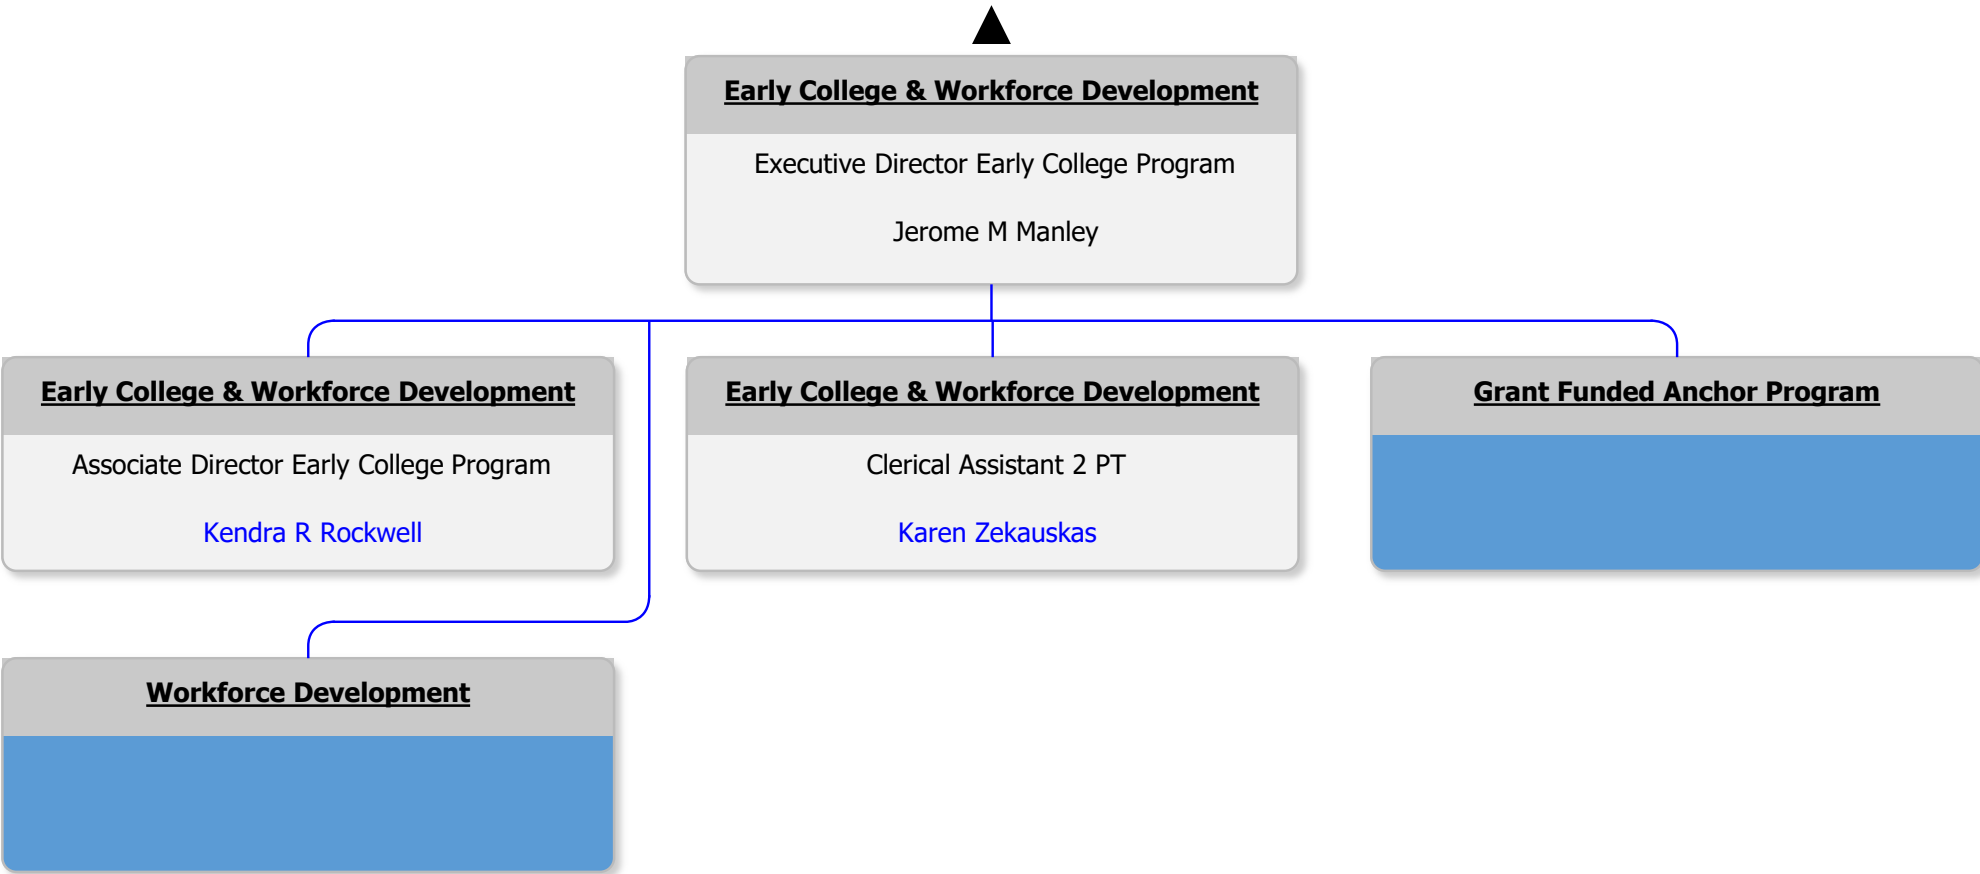 Early College & Workforce Development
Executive Director Early College Program
Jerome M Manley
Early College & Workforce Development
Associate Director Early College Program
Kendra R Rockwell
Early College & Workforce Development
Clerical Assistant 2 PT
Karen Zekauskas
Grant Funded Anchor Program
Workforce Development